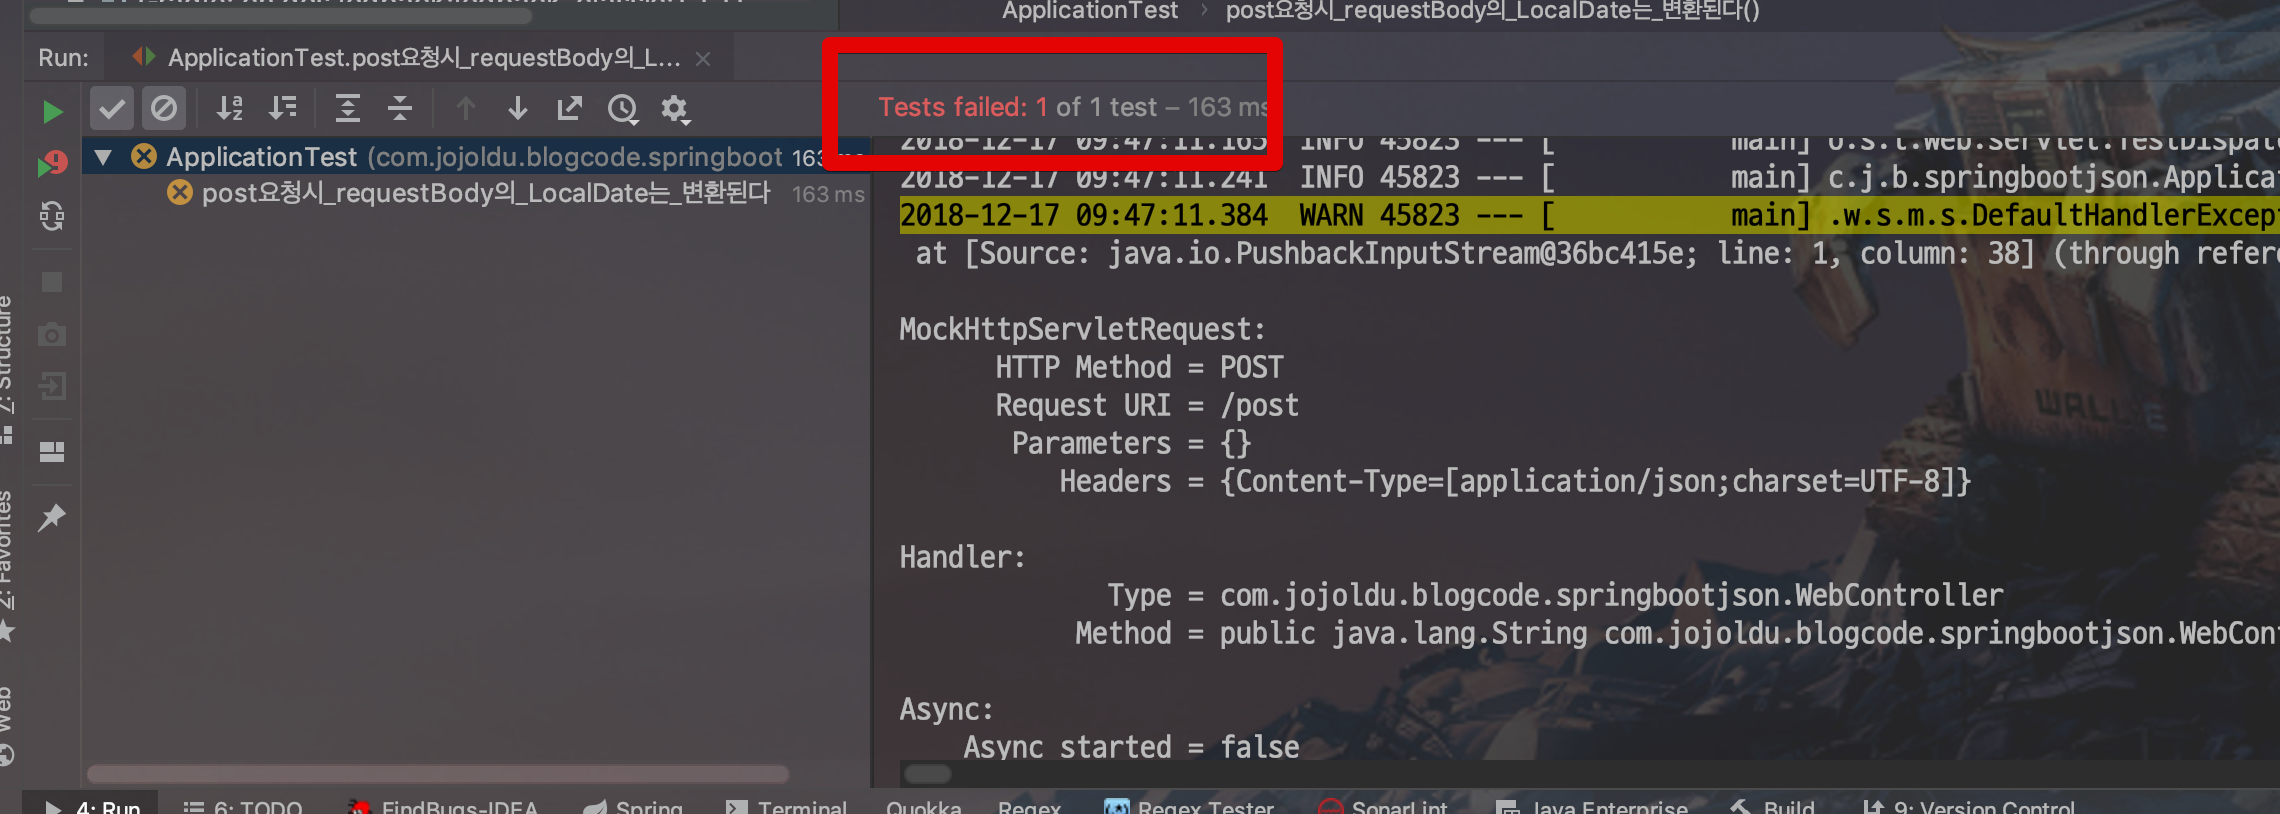 ApplicationTest › post요청시_requestBody의_LocalDate는_변환된다()
Run: ApplicationTest.post요청시_requestBody의_L...
Tests failed: 1 of 1 test – 163 ms
ApplicationTest (com.jojoldu.blogcode.springboot 163 ms
post요청시_requestBody의_LocalDate는_변환된다 163 ms
2018-12-17 09:47:11.165 INFO 45823 --- [ main] o.s.t.web.servlet.TestDispat
2018-12-17 09:47:11.241 INFO 45823 --- [ main] c.j.b.springbootjson.Applica
2018-12-17 09:47:11.384 WARN 45823 --- [ main] .w.s.m.s.DefaultHandlerExcep
at [Source: java.io.PushbackInputStream@36bc415e; line: 1, column: 38] (through refere
MockHttpServletRequest:
HTTP Method = POST
Request URI = /post
Parameters = {}
Headers = {Content-Type=[application/json;charset=UTF-8]}
Handler:
Type = com.jojoldu.blogcode.springbootjson.WebController
Method = public java.lang.String com.jojoldu.blogcode.springbootjson.WebCont
Async:
Async started = false
7: Structure
2: Favorites
Web
WALL
4: Run 6: TODO FindBugs-IDEA Spring Terminal Quokka Regex Regex Tester SonarLint Java Enterprise Build 9: Version Control